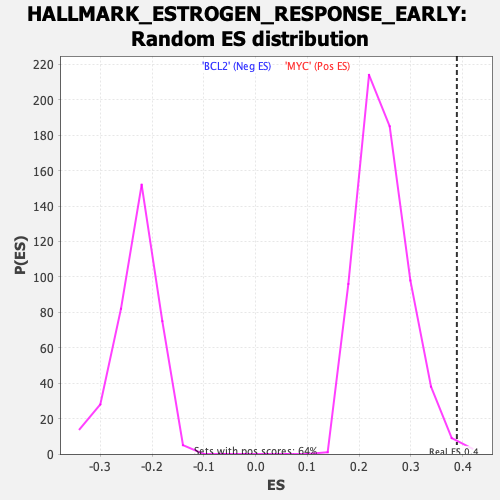 HALLMARK_ESTROGEN_RESPONSE_EARLY:
Random ES distribution
'BCL2' (Neg ES) 'MYC' (Pos ES)
220
200
180
160
140
120
100
80
60
40
20
0
P(ES)
Sets with pos scores: 64%
Real ES 0.4
-0.3 -0.2 -0.1 0.0 0.1 0.2 0.3 0.4
ES